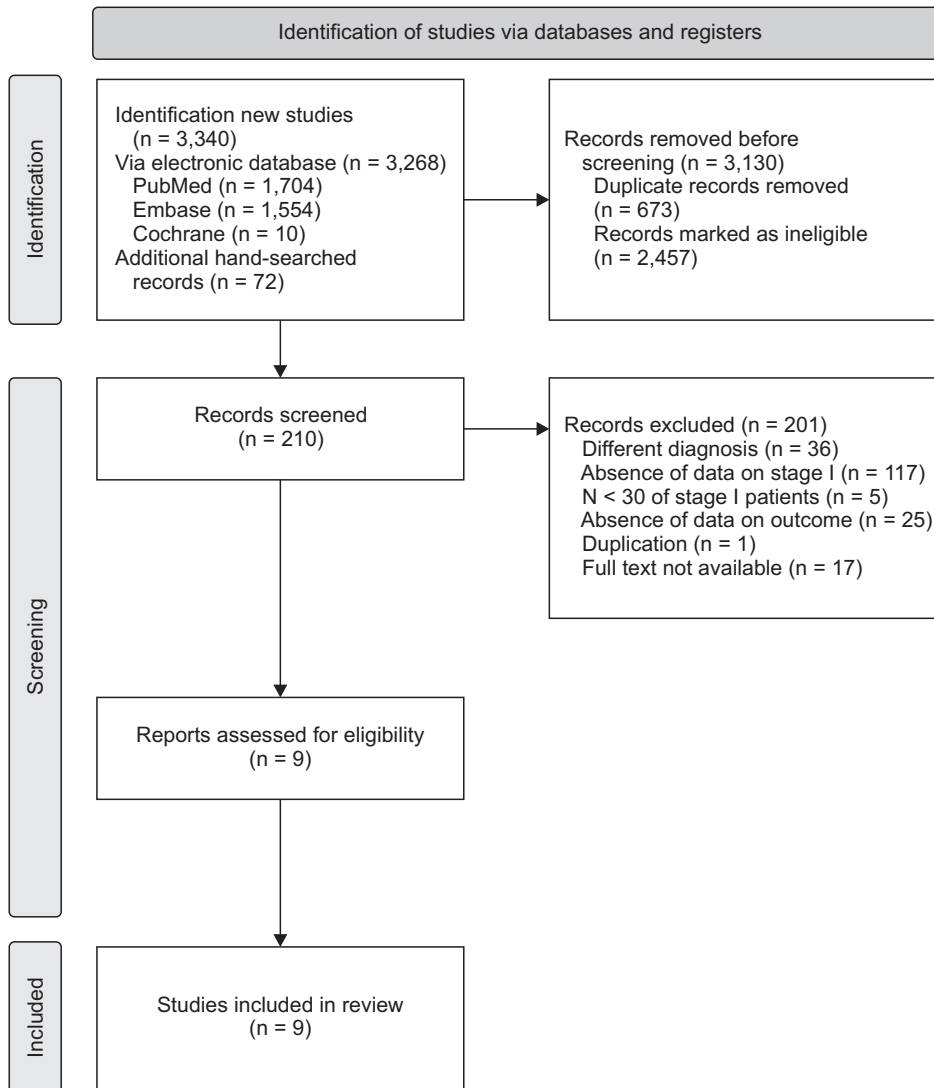 Identification of studies via databases and registers
Identification
Identification new studies
(n = 3,340)
Via electronic database (n = 3,268)
PubMed (n = 1,704)
Embase (n = 1,554)
Cochrane (n = 10)
Additional hand-searched
records (n = 72)
Records removed before
screening (n = 3,130)
Duplicate records removed
(n = 673)
Records marked as ineligible
(n = 2,457)
Screening
Records screened
(n = 210)
Records excluded (n = 201)
Different diagnosis (n = 36)
Absence of data on stage I (n = 117)
N < 30 of stage I patients (n = 5)
Absence of data on outcome (n = 25)
Duplication (n = 1)
Full text not available (n = 17)
Reports assessed for eligibility
(n = 9)
Included
Studies included in review
(n = 9)